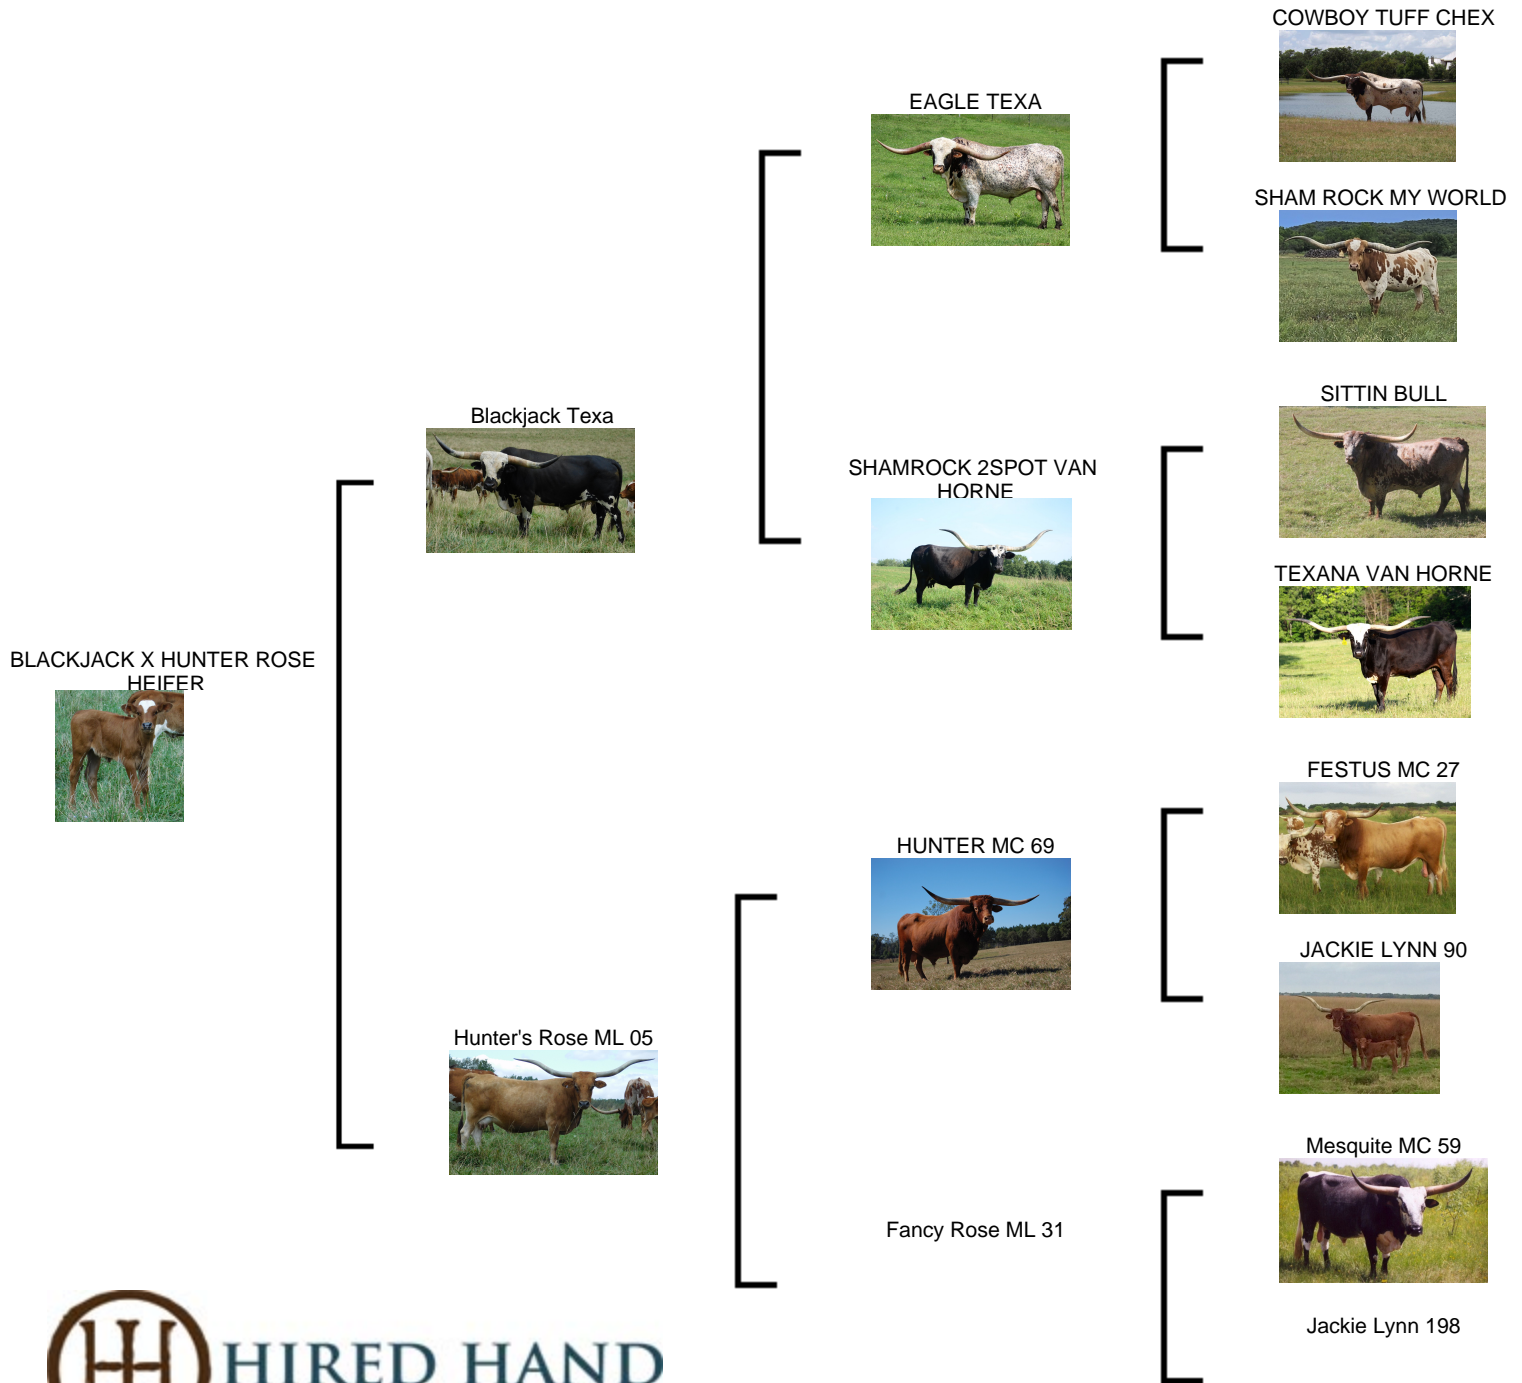 COWBOY TUFF CHEX
EAGLE TEXA
SHAM ROCK MY WORLD
Blackjack Texa
SITTIN BULL
SHAMROCK 2SPOT VAN
HORNE
TEXANA VAN HORNE
BLACKJACK X HUNTER ROSE
HEIFER
FESTUS MC 27
HUNTER MC 69
JACKIE LYNN 90
Hunter's Rose ML 05
Mesquite MC 59
Fancy Rose ML 31
Jackie Lynn 198
HIRED HAND